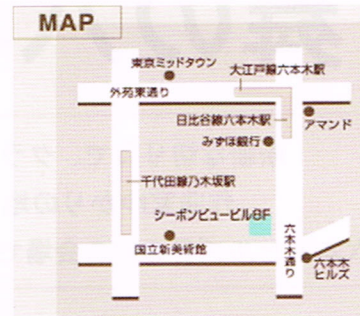 MAP
東京ミッドタウン
大江戸線六本木駅
外苑東通り
日比谷線六本木駅
アマンド
みずほ銀行
千代田線乃木坂駅
シーボンビュービル8F
国立新美術館
六本木通り
六本木
ヒルズ